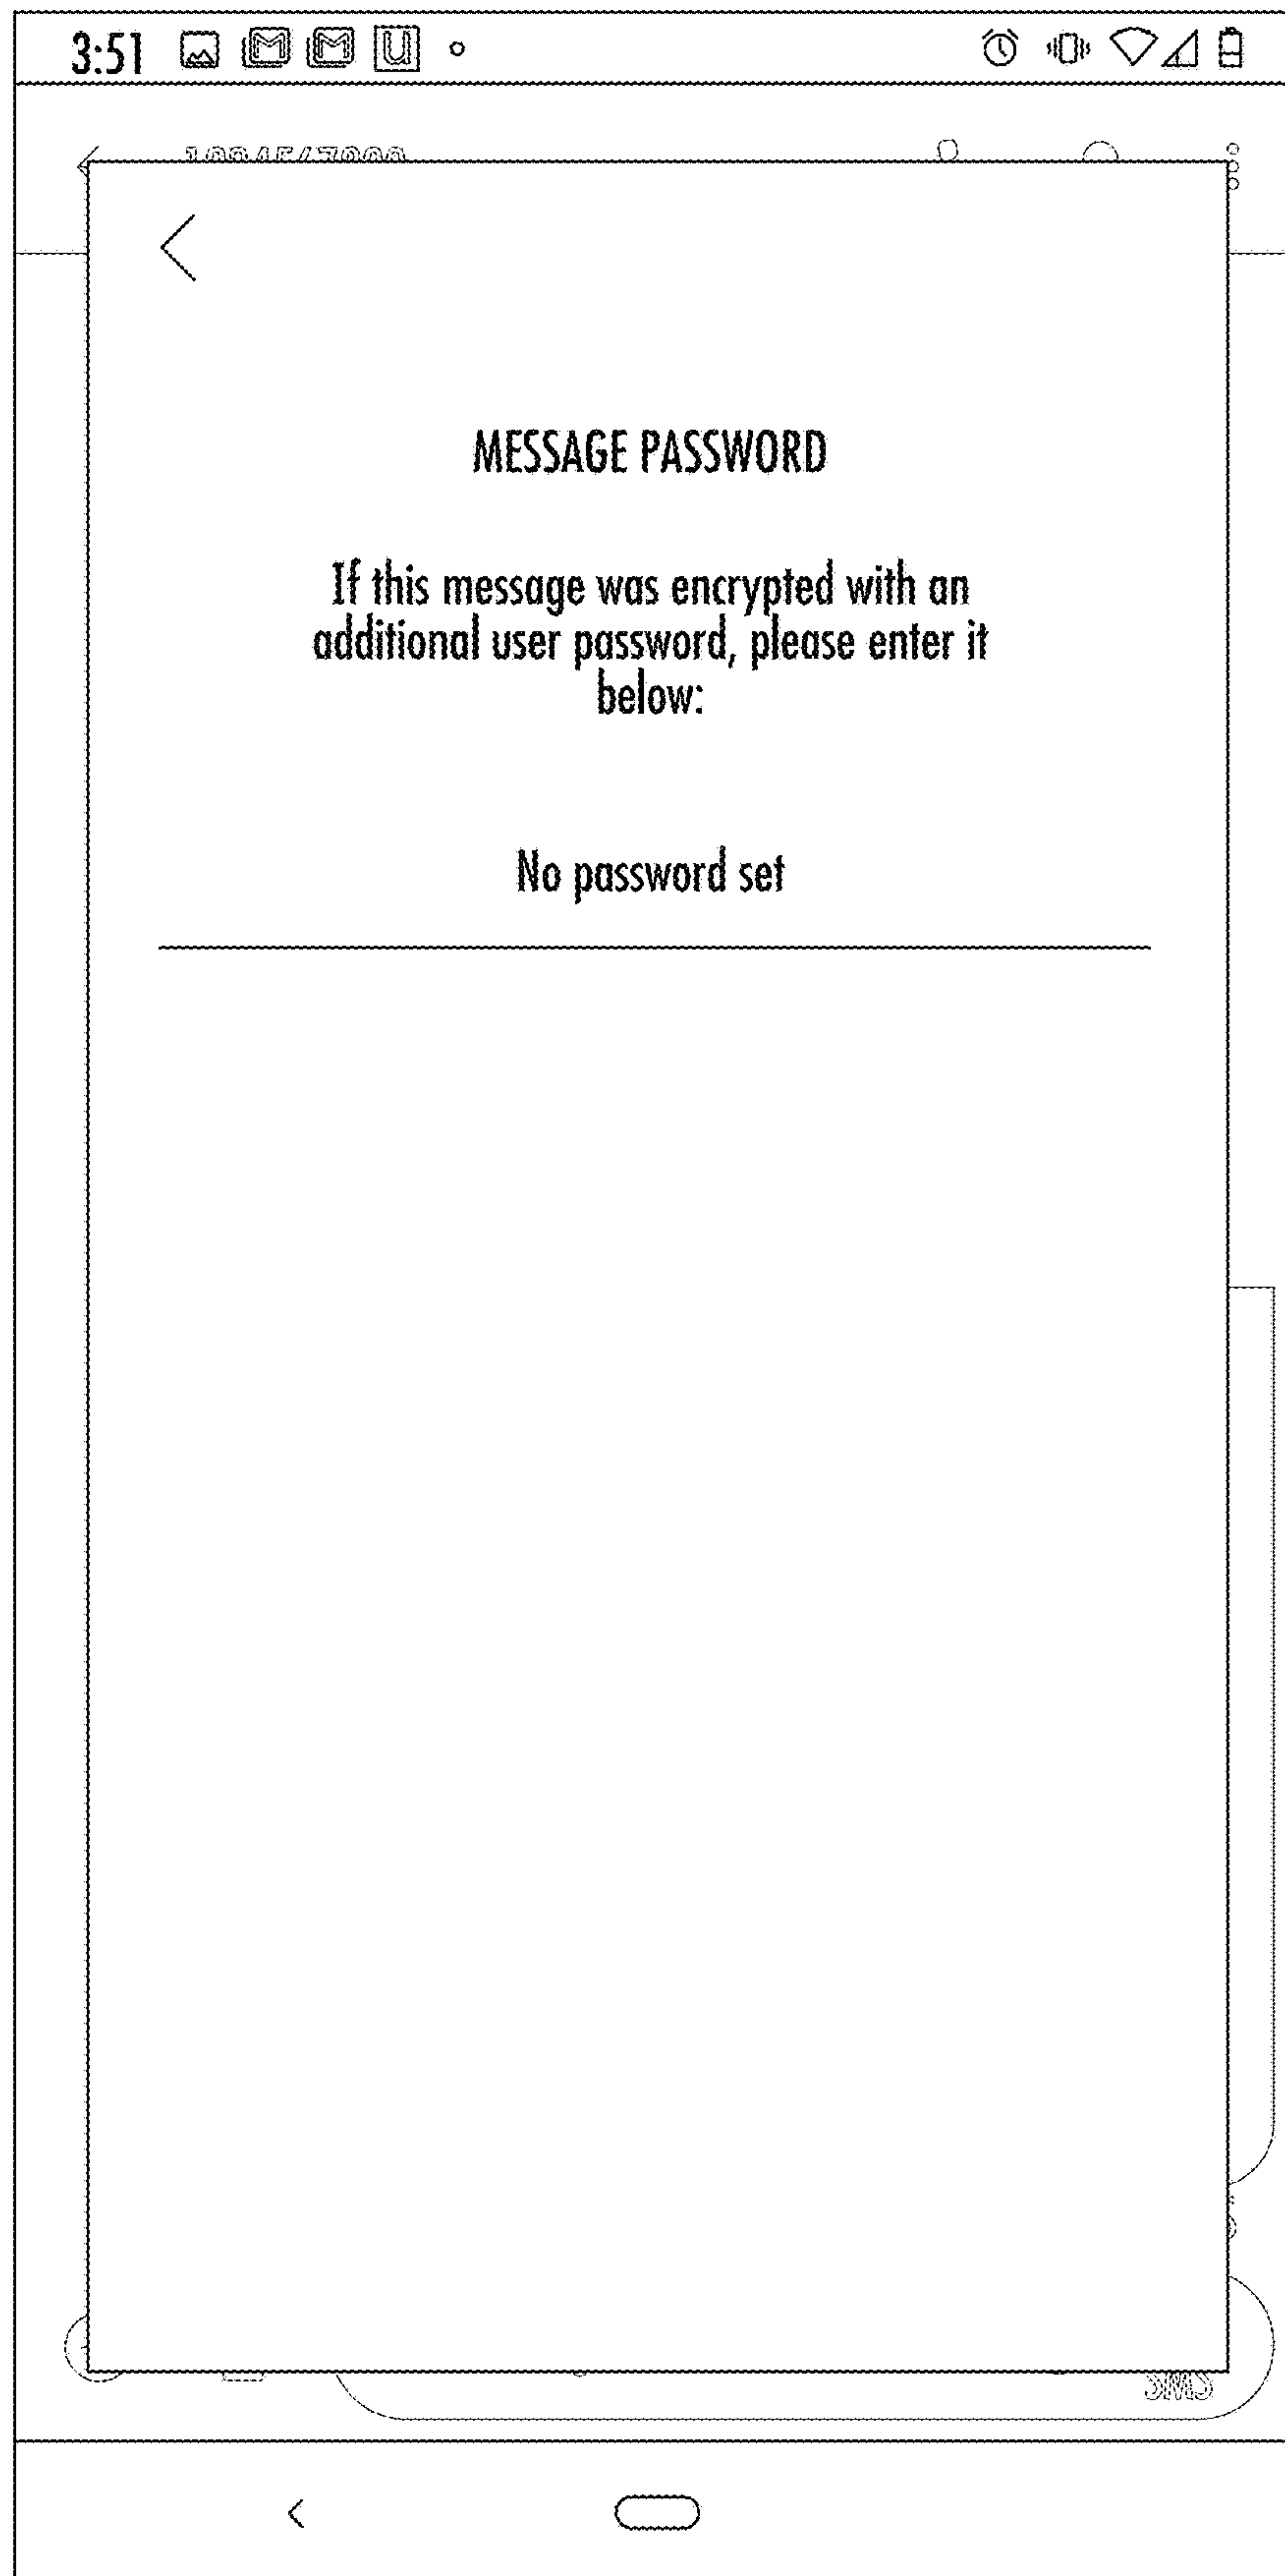 3:51
MESSAGE PASSWORD
If this message was encrypted with an
additional user password, please enter it
below:
No password set
SMS